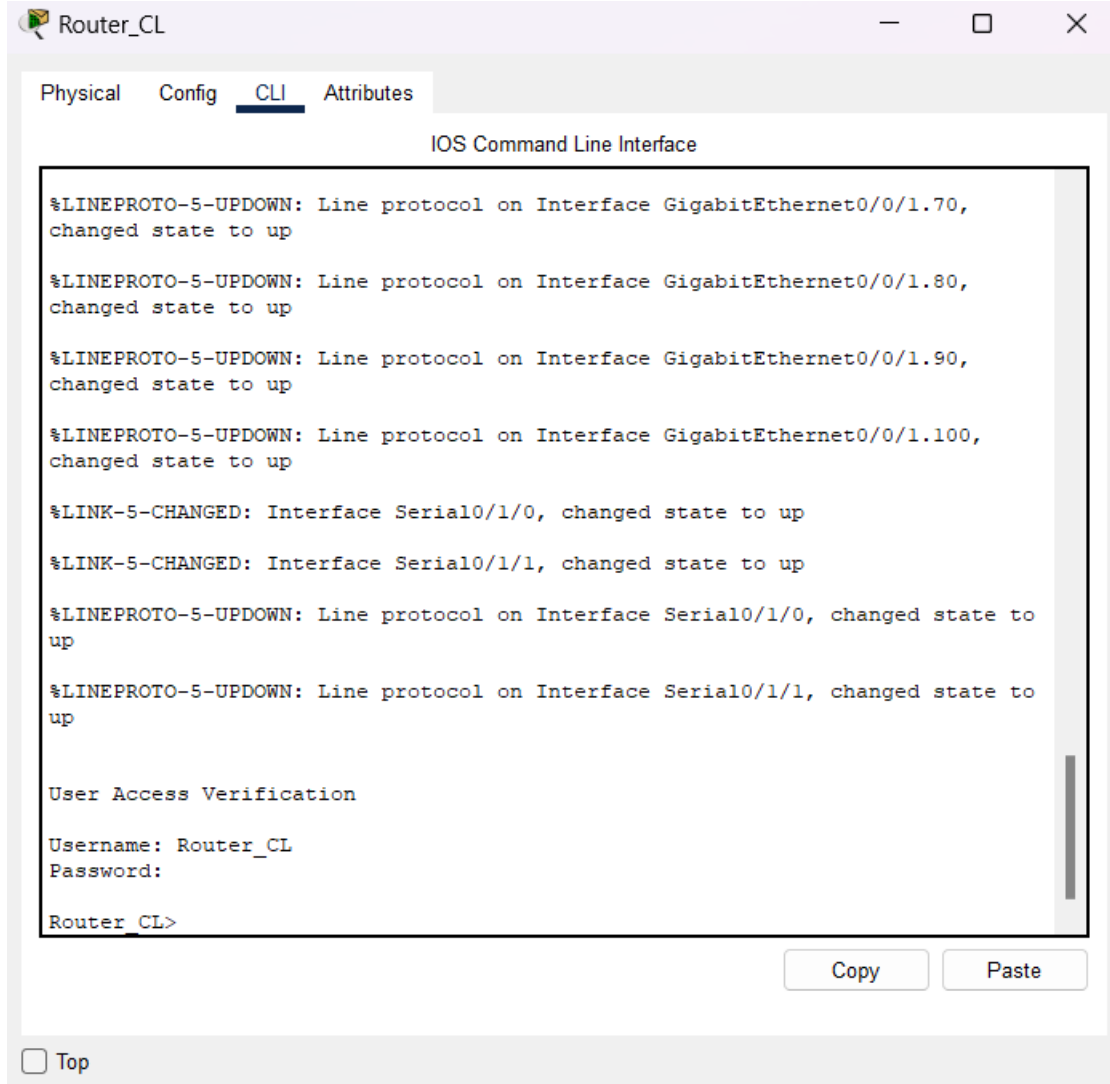 Router_CL
Physical Config CLI Attributes
IOS Command Line Interface
%LINEPROTO-5-UPDOWN: Line protocol on Interface GigabitEthernet0/0/1.70,
changed state to up
%LINEPROTO-5-UPDOWN: Line protocol on Interface GigabitEthernet0/0/1.80,
changed state to up
%LINEPROTO-5-UPDOWN: Line protocol on Interface GigabitEthernet0/0/1.90,
changed state to up
%LINEPROTO-5-UPDOWN: Line protocol on Interface GigabitEthernet0/0/1.100,
changed state to up
%LINK-5-CHANGED: Interface Serial0/1/0, changed state to up
%LINK-5-CHANGED: Interface Serial0/1/1, changed state to up
%LINEPROTO-5-UPDOWN: Line protocol on Interface Serial0/1/0, changed state to
up
%LINEPROTO-5-UPDOWN: Line protocol on Interface Serial0/1/1, changed state to
up
User Access Verification
Username: Router_CL
Password:
Router_CL>
Copy Paste
Top